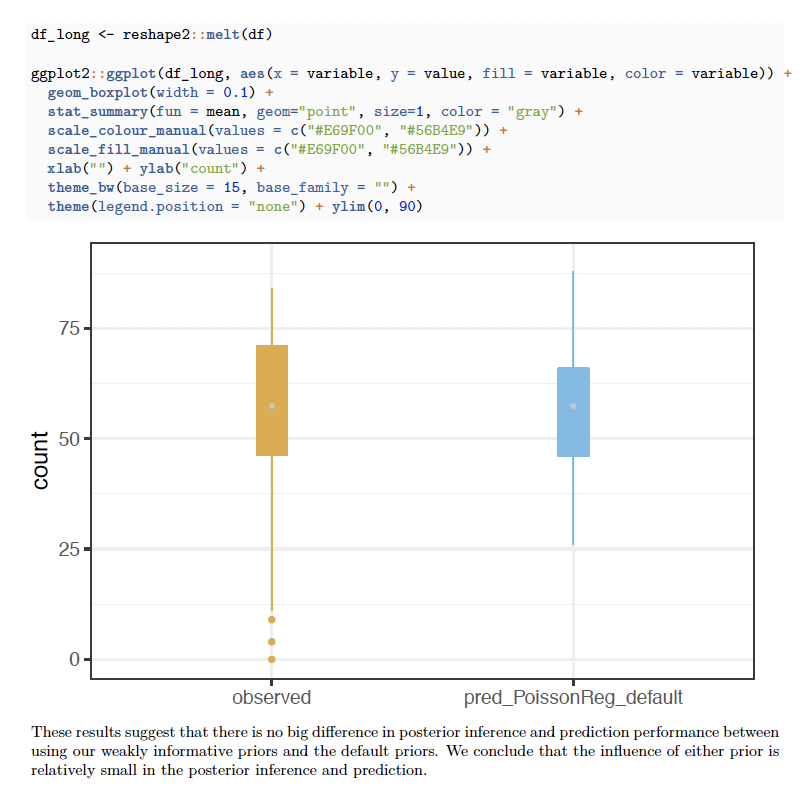 df_long <- reshape2::melt(df)
ggplot2::ggplot(df_long, aes(x = variable, y = value, fill = variable, color = variable)) +
geom_boxplot(width = 0.1) +
stat_summary(fun = mean, geom="point", size=1, color = "gray") +
scale_colour_manual(values = c("#E69F00", "#56B4E9")) +
scale_fill_manual(values = c("#E69F00", "#56B4E9")) +
xlab("") + ylab("count") +
theme_bw(base_size = 15, base_family = "") +
theme(legend.position = "none") + ylim(0, 90)
75
50
25
0
count
observed pred_PoissonReg_default
These results suggest that there is no big difference in posterior inference and prediction performance between
using our weakly informative priors and the default priors. We conclude that the influence of either prior is
relatively small in the posterior inference and prediction.